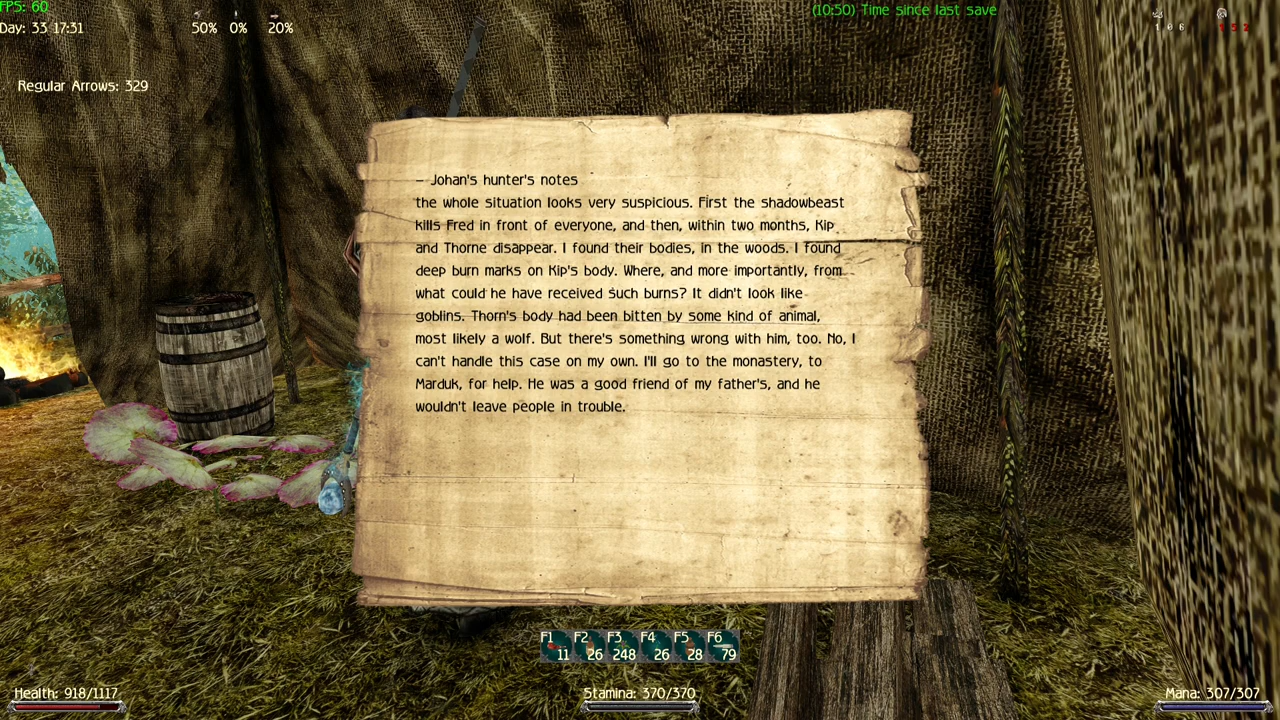 FPS: 60
(10:50) Time since last save
Day: 33 17:31
50% 0% 20%
106
152
Regular Arrows: 329
– Johan's hunter's notes
the whole situation looks very suspicious. First the shadowbeast
kills Fred in front of everyone, and then, within two months, Kip
and Thorne disappear. I found their bodies, in the woods. I found
deep burn marks on Kip's body. Where, and more importantly, from
what could he have received such burns? It didn't look like
goblins. Thorn's body had been bitten by some kind of animal,
most likely a wolf. But there's something wrong with him, too. No, I
can't handle this case on my own. I'll go to the monastery, to
Marduk, for help. He was a good friend of my father's, and he
wouldn't leave people in trouble.
F1 F2 F3 F4 F5 F6
11 26 248 26 28 79
Health: 918/1117
Stamina: 370/370
Mana: 307/307